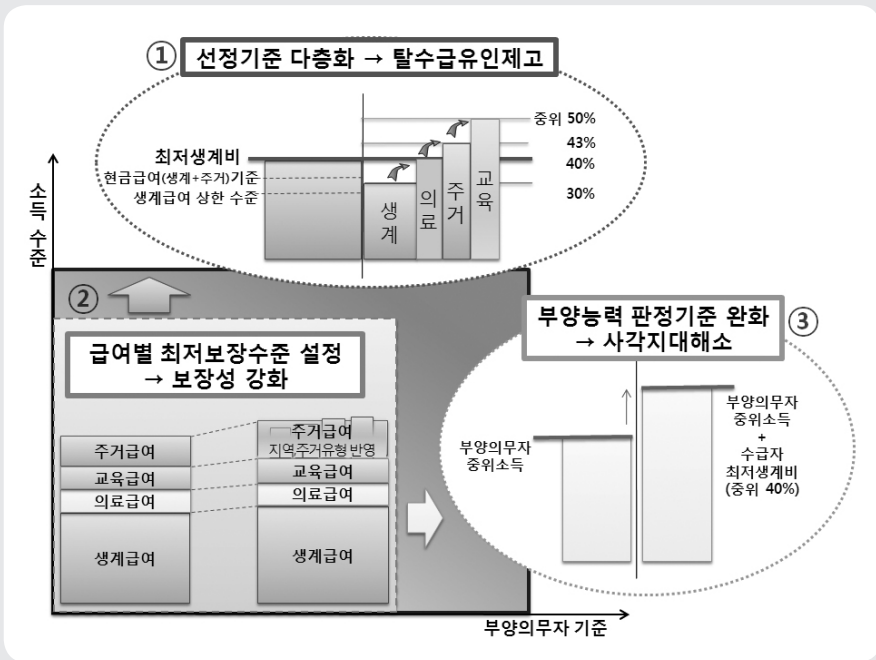 ① 선정기준 다층화 → 탈수급유인제고
중위 50%
43%
40%
30%
최저생계비
현금급여(생계+주거)기준
생계급여 상한 수준
생계
의료
주거
교육
소득 수준
②
급여별 최저보장수준 설정
→ 보장성 강화
주거급여
교육급여
의료급여
생계급여
주거급여
지역,주거유형 반영
교육급여
의료급여
생계급여
부양능력 판정기준 완화
→ 사각지대해소
③
부양의무자
중위소득
부양의무자
중위소득
+
수급자
최저생계비
(중위 40%)
부양의무자 기준